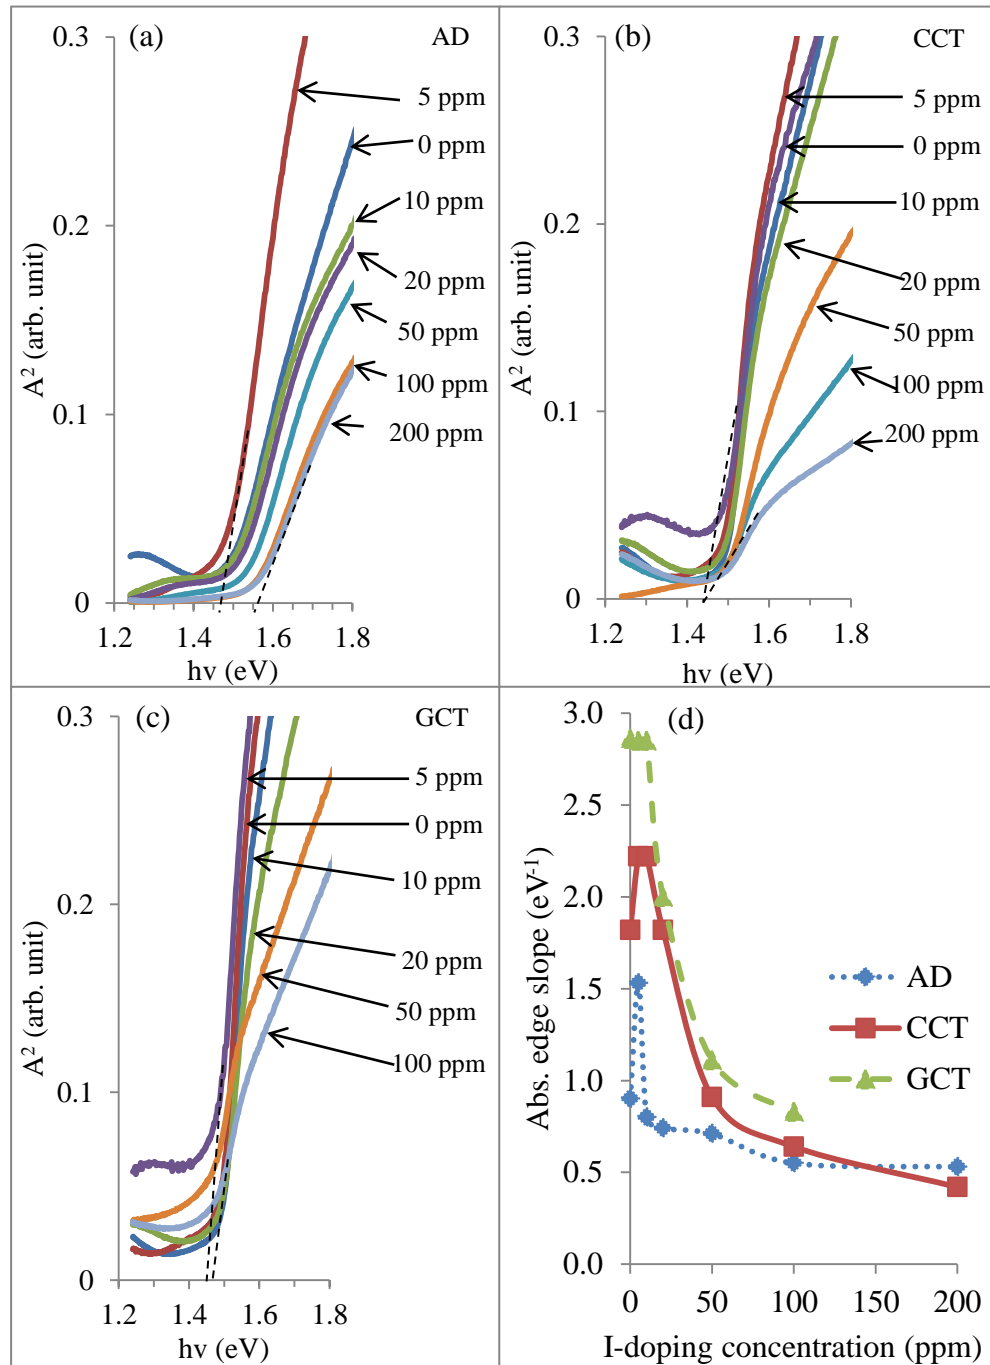 (a) AD
0.3
0.2
0.1
0
A² (arb. unit)
5 ppm
0 ppm
10 ppm
20 ppm
50 ppm
100 ppm
200 ppm
1.2 1.4 1.6 1.8
hv (eV)
(b) CCT
0.3
0.2
0.1
0
A² (arb. unit)
5 ppm
0 ppm
10 ppm
20 ppm
50 ppm
100 ppm
200 ppm
1.2 1.4 1.6 1.8
hv (eV)
(c) GCT
0.3
0.2
0.1
0
A² (arb. unit)
5 ppm
0 ppm
10 ppm
20 ppm
50 ppm
100 ppm
1.2 1.4 1.6 1.8
hv (eV)
(d)
3.0
2.5
2.0
1.5
1.0
0.5
0.0
Abs. edge slope (eV⁻¹)
AD
CCT
GCT
0 50 100 150 200
I-doping concentration (ppm)